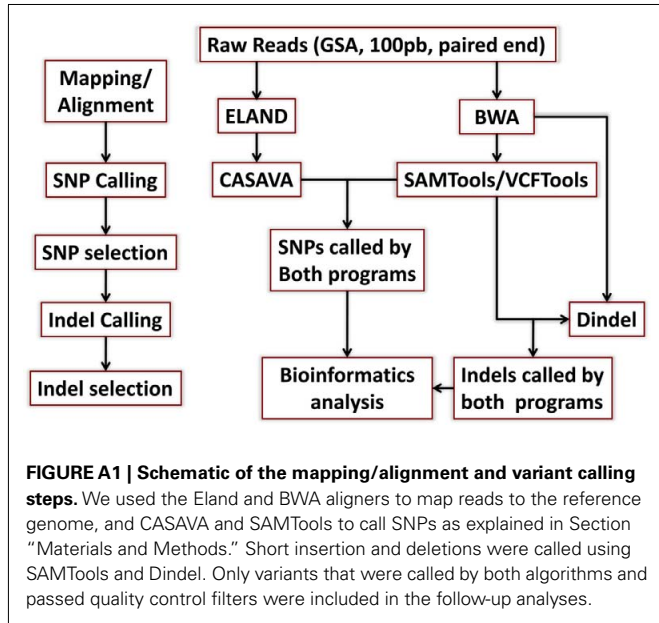 Raw Reads (GSA, 100pb, paired end)
Mapping/
Alignment
ELAND
BWA
SNP Calling
CASAVA
SAMTools/VCFTools
SNP selection
SNPs called by
Both programs
Indel Calling
Dindel
Indel selection
Bioinformatics
analysis
Indels called by
both programs
FIGURE A1 | Schematic of the mapping/alignment and variant calling
steps. We used the Eland and BWA aligners to map reads to the reference
genome, and CASAVA and SAMTools to call SNPs as explained in Section
“Materials and Methods.” Short insertion and deletions were called using
SAMTools and Dindel. Only variants that were called by both algorithms and
passed quality control filters were included in the follow-up analyses.